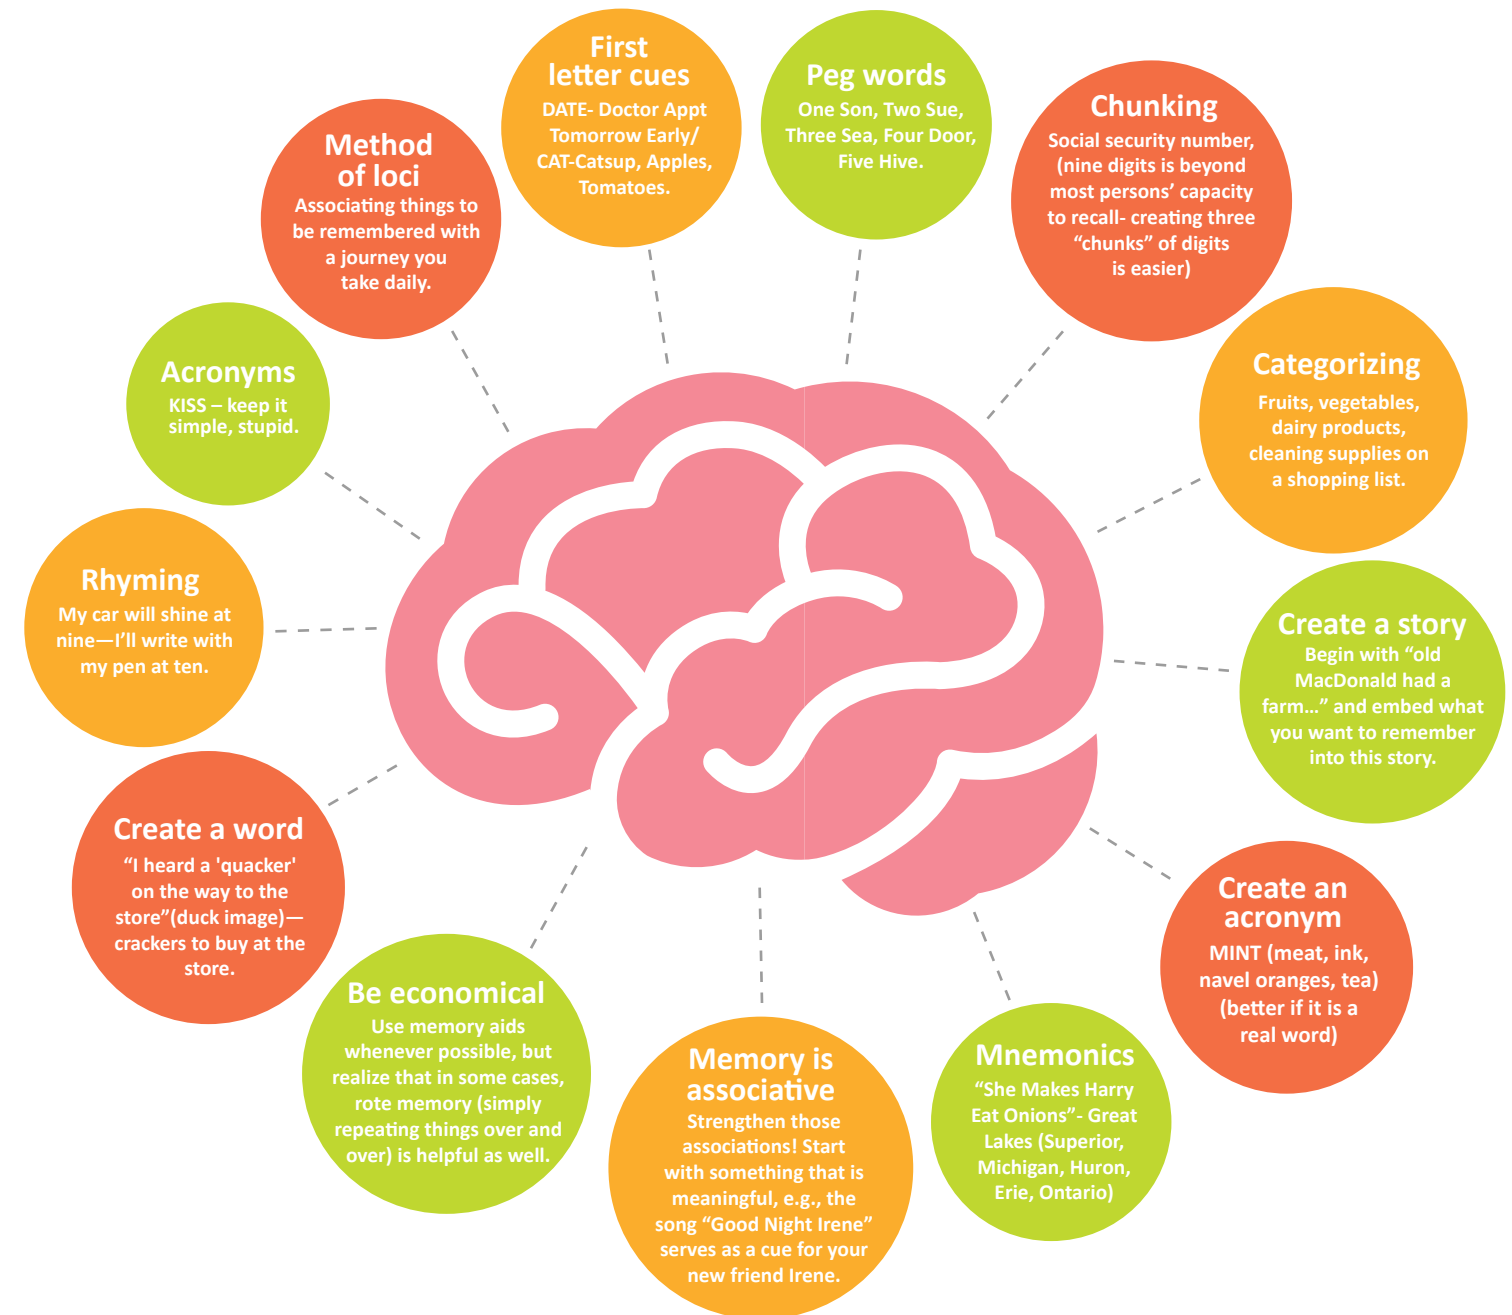 First
letter cues
DATE- Doctor Appt
Tomorrow Early/
CAT-Catsup, Apples,
Tomatoes.
Peg words
One Son, Two Sue,
Three Sea, Four Door,
Five Hive.
Chunking
Social security number,
(nine digits is beyond
most persons’ capacity
to recall- creating three
“chunks” of digits
is easier)
Categorizing
Fruits, vegetables,
dairy products,
cleaning supplies on
a shopping list.
Create a story
Begin with “old
MacDonald had a
farm...” and embed what
you want to remember
into this story.
Create an
acronym
MINT (meat, ink,
navel oranges, tea)
(better if it is a
real word)
Mnemonics
“She Makes Harry
Eat Onions”- Great
Lakes (Superior,
Michigan, Huron,
Erie, Ontario)
Memory is
associative
Strengthen those
associations! Start
with something that is
meaningful, e.g., the
song “Good Night Irene”
serves as a cue for your
new friend Irene.
Be economical
Use memory aids
whenever possible, but
realize that in some cases,
rote memory (simply
repeating things over and
over) is helpful as well.
Create a word
“I heard a 'quacker'
on the way to the
store”(duck image)—
crackers to buy at the
store.
Rhyming
My car will shine at
nine—I’ll write with
my pen at ten.
Acronyms
KISS – keep it
simple, stupid.
Method
of loci
Associating things to
be remembered with
a journey you
take daily.